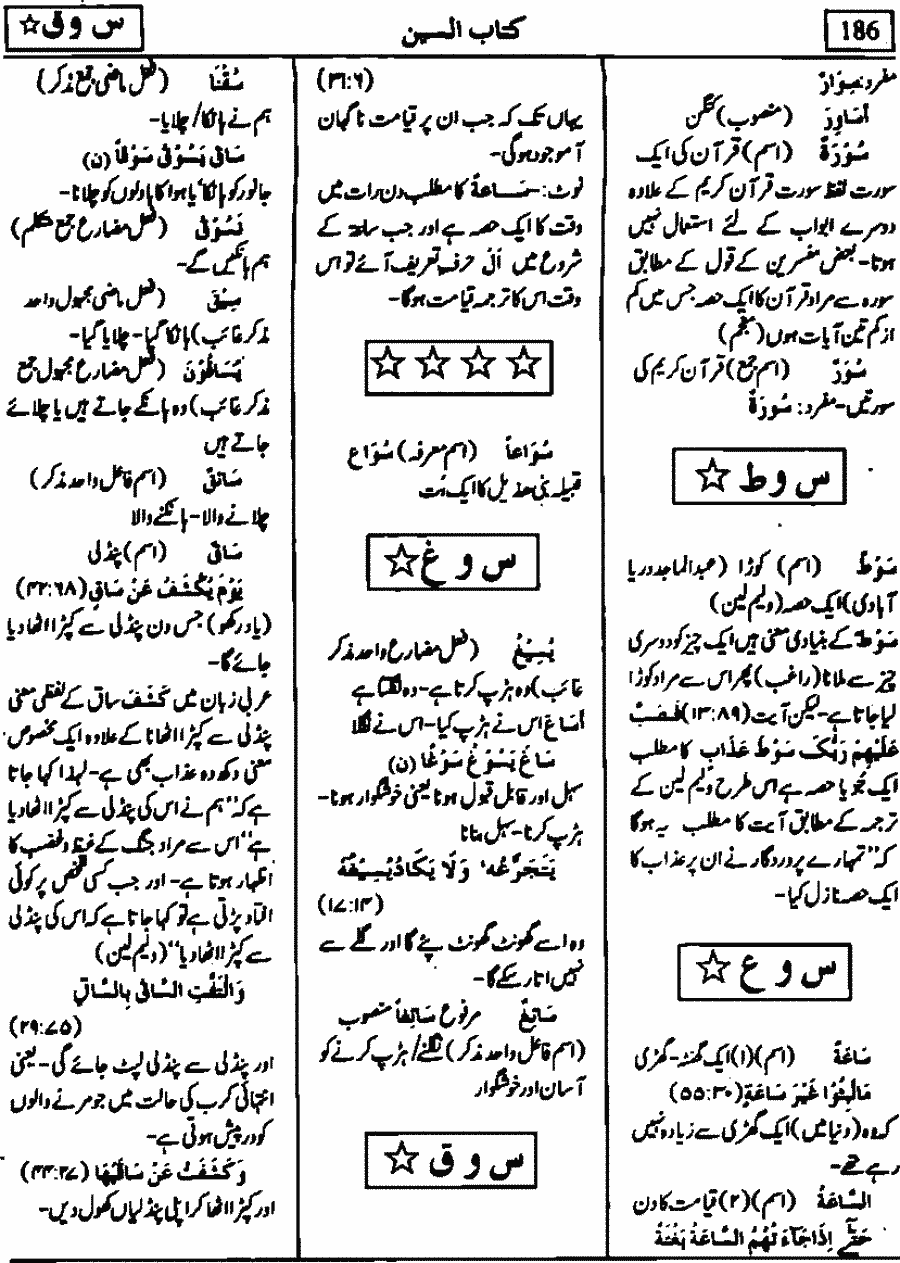 186
كتاب السين
س و ق ☆
مفرد: سِوَارٌ
اَسَاوِرَ (منصوب) کنگن
سُوْرَةٌ (اسم) قرآن کی ایک
سورت لفظ سورت قرآن کریم کے علاوہ
دوسرے ابواب کے لئے استعمال نہیں
ہوتا۔ بعض مفسرین کے قول کے مطابق
سورہ سے مراد قرآن کا ایک حصہ جس میں کم
از کم تین آیات ہوں (معجم)
سُوَرٌ (اسم جمع) قرآن کریم کی
سورتیں۔ مفرد: سُوْرَةٌ
س و ط ☆
سَوْطَ (اسم) کوڑا (عبدالماجد دریا
آبادی) ایک حصہ (ولیم لین)
سَوْط کے بنیادی معنی ہیں ایک چیز کو دوسری
چیز سے ملانا (راغب) پھر اس سے مراد کوڑا
لیا جاتا ہے۔ لیکن آیت (۱۳:۸۹) فَصَبَّ
عَلَيْهِمْ رَبُّكَ سَوْطَ عَذَاب کا مطلب
ایک حصہ ہے اس طرح ولیم لین کے
ترجمہ کے مطابق آیت کا مطلب یہ ہوگا
کہ ”تمہارے پروردگار نے ان پر عذاب کا
ایک حصہ نازل کیا۔
س و ع ☆
سَاعَةً (اسم) (۱) ایک گھنٹہ۔ گھڑی
مَالَبِثُوْا غَيْرَ سَاعَةٍ (۵۵:۳۰)
کہ وہ (دنیا میں) ایک گھڑی سے زیادہ نہیں
رہے تھے۔
السَّاعَةُ (اسم) (۲) قیامت کا دن
حَتّٰى اِذَا جَآءَتْهُمُ السَّاعَةُ بَغْتَةً
(۳۱:۶)
یہاں تک کہ جب ان پر قیامت ناگہان
آموجود ہوگی۔
نوٹ:۔ سَاعَةً کا مطلب دن رات میں
وقت کا ایک حصہ ہے اور جب ساعۃ کے
شروع میں اَلْ حرف تعریف آئے تو اس
وقت اس کا ترجمہ قیامت ہوگا۔
☆ ☆ ☆ ☆
سُوَاعاً (اسم معرفہ) سُوَاع
قبیلہ بنی ھذیل کا ایک بُت
س و غ ☆
يُسِيْغُ (فعل مضارع واحد مذکر
غائب) وہ ہڑپ کرتا ہے۔ وہ نگلتا ہے
اَسَاغَ اس نے ہڑپ کیا۔ اس نے نگلا
سَاغَ يَسُوْغُ سَوْغًا (ن)
سہل اور قابل قبول ہونا یعنی خوشگوار ہونا۔
ہڑپ کرنا۔ سہل بنانا
يَتَجَرَّعُهٗ وَلَا يَكَادُ يُسِيْغُهٗ
(۱۷:۱۴)
وہ اسے گھونٹ گھونٹ پئے گا اور گلے سے
نہیں اتار سکے گا۔
سَائِغٌ مرفوع سَائِغاً منصوب
(اسم فاعل واحد مذکر) نگلنے/ہڑپ کرنے کو
آسان اور خوشگوار
س و ق ☆
سُقْنَا (فعل ماضی جمع مذکر)
ہم نے ہانکا/چلایا۔
سَاقَ يَسُوْقُ سَوْقاً (ن)
جانور کو ہانکنا یا ہوا کا بادلوں کو چلانا۔
نَسُوْقُ (فعل مضارع جمع متکلم)
ہم ہانکیں گے۔
سِيْقَ (فعل ماضی مجہول واحد
مذکر غائب) ہانکا گیا۔ چلایا گیا۔
يُسَاقُوْنَ (فعل مضارع مجہول جمع
مذکر غائب) وہ ہانکے جاتے ہیں یا چلائے
جاتے ہیں
سَائِقٌ (اسم فاعل واحد مذکر)
چلانے والا۔ ہانکنے والا
سَاق (اسم) پنڈلی
يَوْمَ يُكْشَفُ عَنْ سَاقٍ (۴۲:۶۸)
(یاد رکھو) جس دن پنڈلی سے کپڑا اٹھا دیا
جائے گا۔
عربی زبان میں كَشَفَ ساق کے لفظی معنی
پنڈلی سے کپڑا اٹھانا کے علاوہ ایک مخصوص
معنی دکھ وہ عذاب بھی ہے۔ لہذا کہا جاتا
ہے کہ ”ہم نے اس کی پنڈلی سے کپڑا اٹھا دیا
ہے“ اس سے مراد جنگ کے غیظ و غضب کا
اظہار ہوتا ہے۔ اور جب کسی شخص پر کوئی
افتاد پڑتی ہے تو کہا جاتا ہے کہ اس کی پنڈلی
سے کپڑا اٹھا دیا“ (ولیم لین)
وَالْتَفَّتِ السَّاقُ بِالسَّاقِ
(۲۹:۷۵)
اور پنڈلی سے پنڈلی لپٹ جائے گی۔ یعنی
انتہائی کرب کی حالت میں جو مرنے والوں
کو درپیش ہوتی ہے۔
وَ كَشَفَتْ عَنْ سَاقَيْهَا (۴۴:۲۷)
اور کپڑا اٹھا کر اپنی پنڈلیاں کھول دیں۔